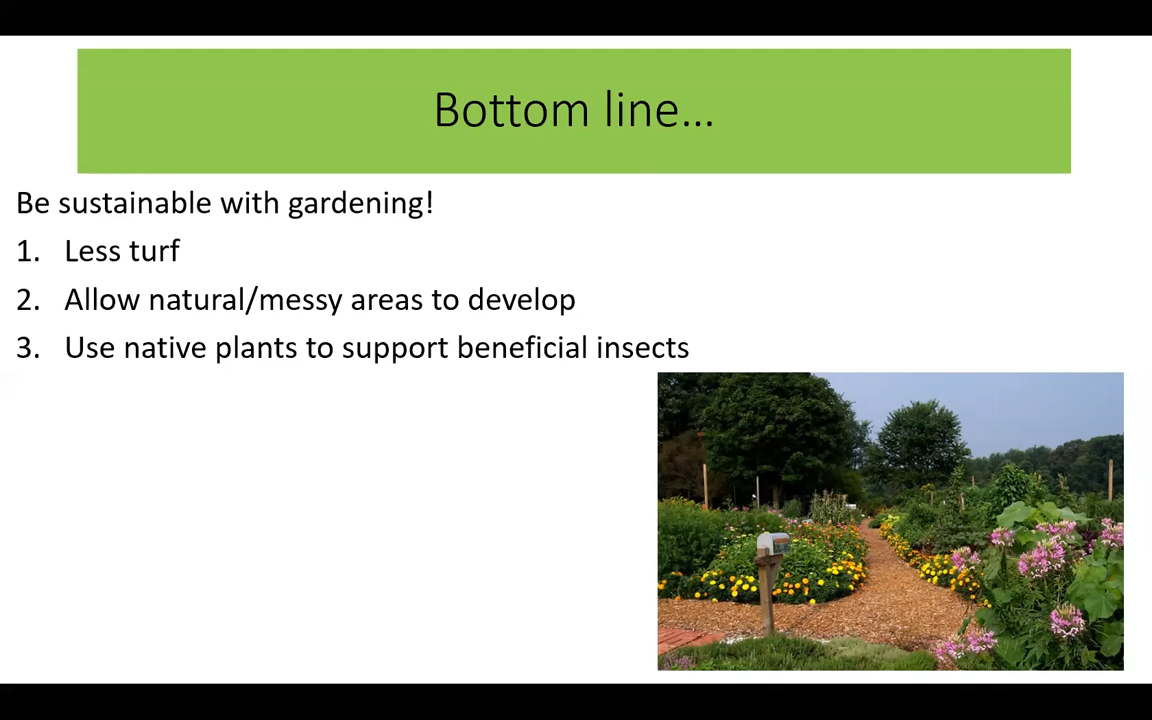 Bottom line...
Be sustainable with gardening!
1. Less turf
2. Allow natural/messy areas to develop
3. Use native plants to support beneficial insects